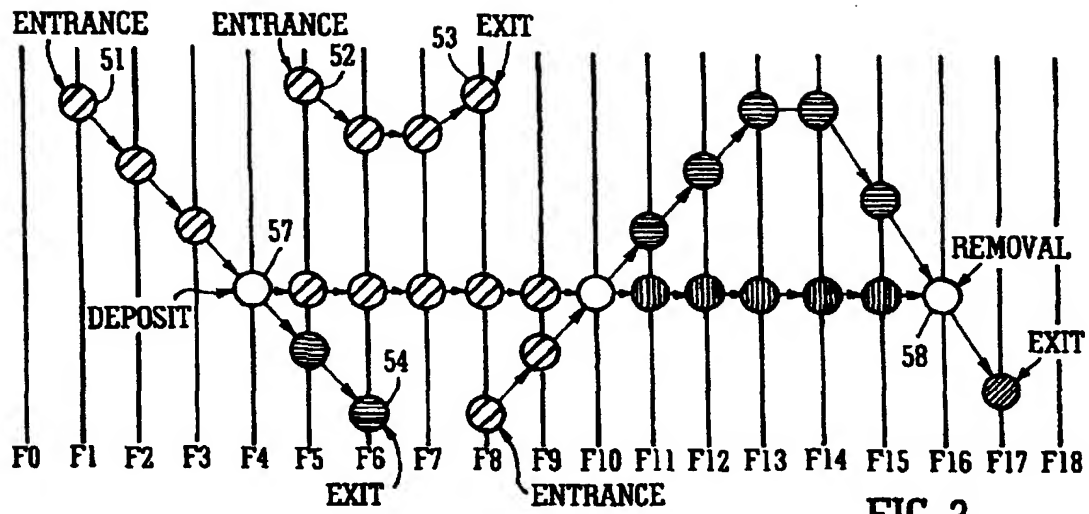 ENTRANCE
51
ENTRANCE
52
53
EXIT
57
DEPOSIT
54
REMOVAL
58
EXIT
F0 F1 F2 F3 F4 F5 F6 F7 F8 F9 F10 F11 F12 F13 F14 F15 F16 F17 F18
EXIT
ENTRANCE